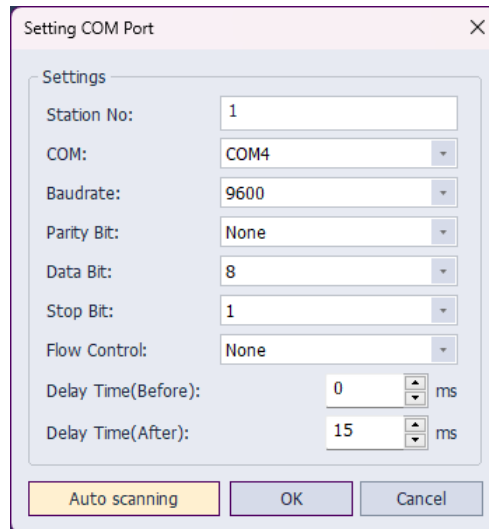 Setting COM Port
Settings
Station No: 1
COM: COM4
Baudrate: 9600
Parity Bit: None
Data Bit: 8
Stop Bit: 1
Flow Control: None
Delay Time(Before): 0 ms
Delay Time(After): 15 ms
Auto scanning OK Cancel